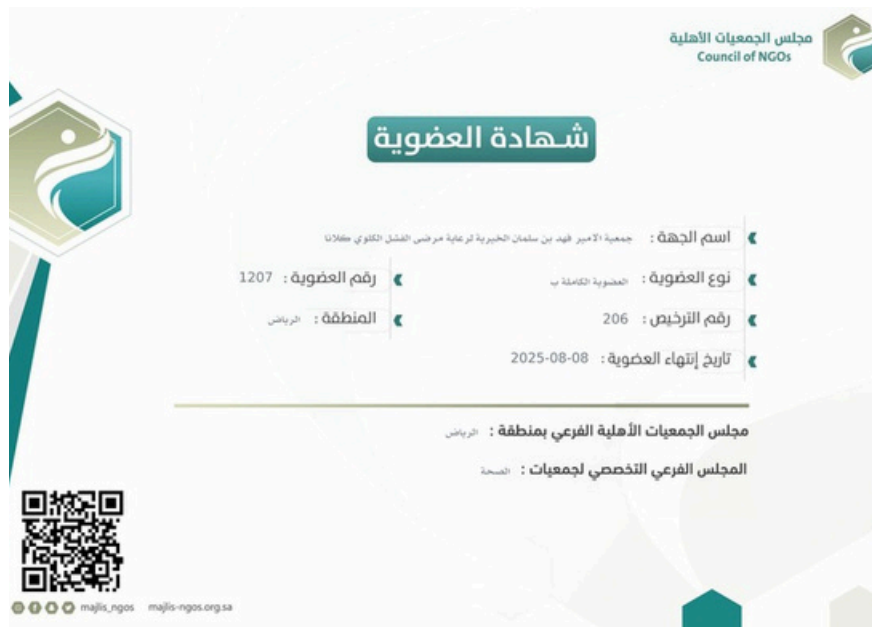 مجلس الجمعيات الأهلية
Council of NGOs
شهادة العضوية
اسم الجهة : جمعية الامير فهد بن سلمان الخيرية لرعاية مرضى الفشل الكلوي كلانا
نوع العضوية : العضوية الكاملة ب رقم العضوية : 1207
رقم الترخيص : 206 المنطقة : الرياض
تاريخ إنتهاء العضوية : 2025-08-08
مجلس الجمعيات الأهلية الفرعي بمنطقة : الرياض
المجلس الفرعي التخصصي لجمعيات : الصحة
majlis_ngos majlis-ngos.org.sa